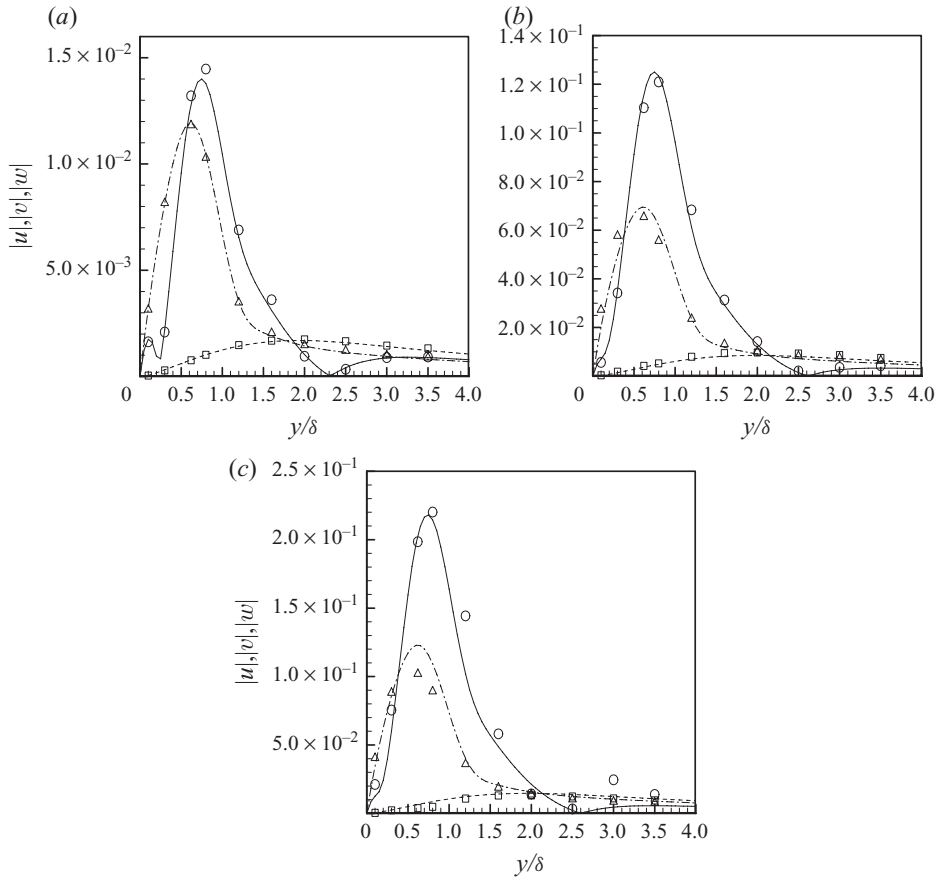 (a)
1.5 × 10⁻²
1.0 × 10⁻²
5.0 × 10⁻³
|u|,|v|,|w|
0 0.5 1.0 1.5 2.0 2.5 3.0 3.5 4.0
y/δ
(b)
1.4 × 10⁻¹
1.2 × 10⁻¹
1.0 × 10⁻¹
8.0 × 10⁻²
6.0 × 10⁻²
4.0 × 10⁻²
2.0 × 10⁻²
0 0.5 1.0 1.5 2.0 2.5 3.0 3.5 4.0
y/δ
(c)
2.5 × 10⁻¹
2.0 × 10⁻¹
1.5 × 10⁻¹
1.0 × 10⁻¹
5.0 × 10⁻²
|u|,|v|,|w|
0 0.5 1.0 1.5 2.0 2.5 3.0 3.5 4.0
y/δ